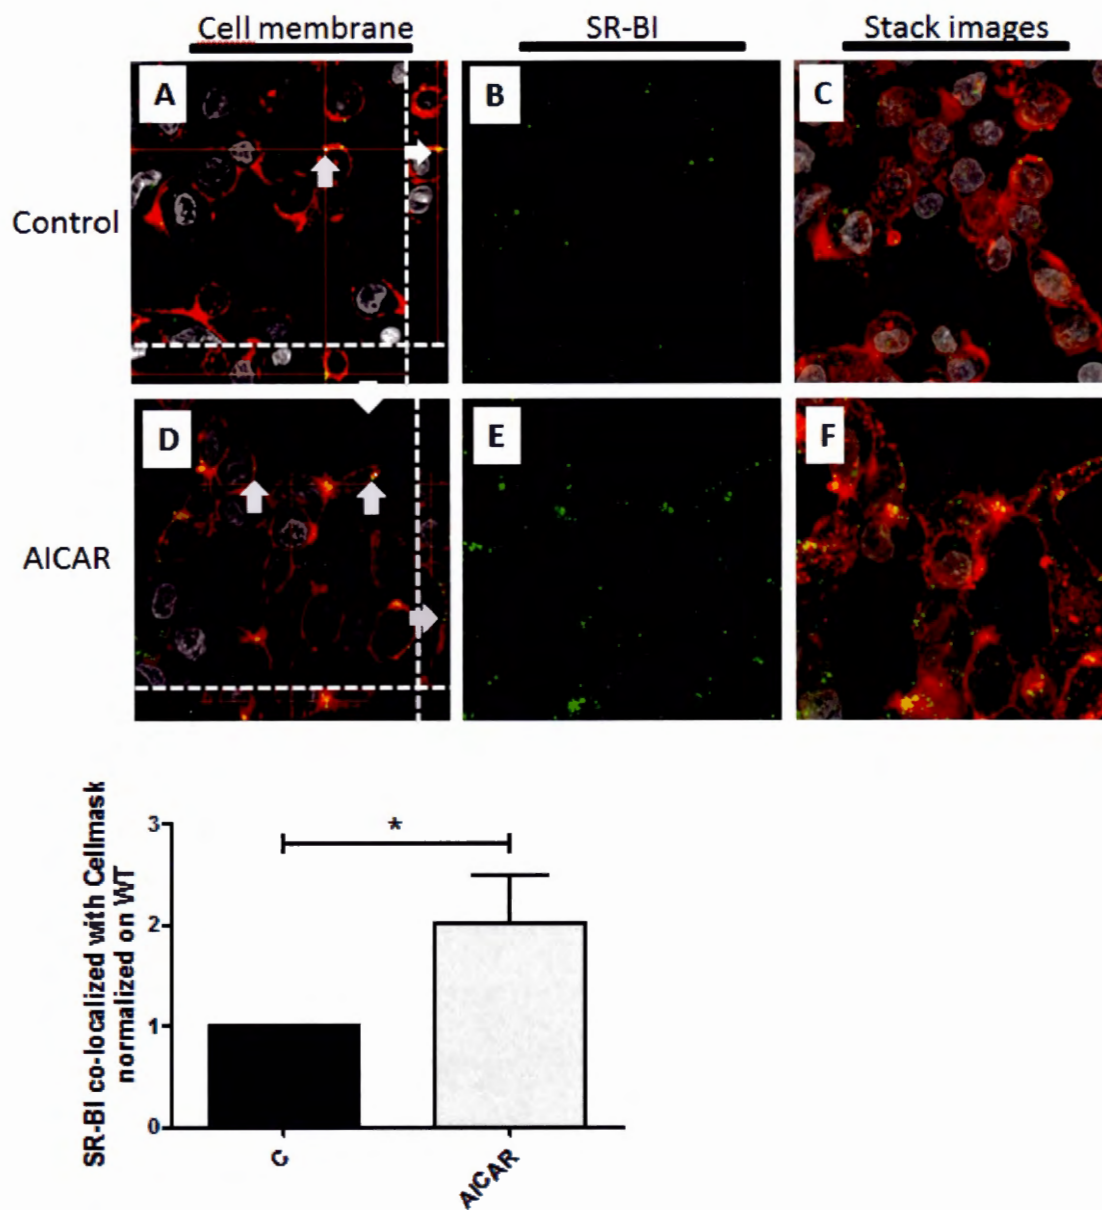 Cell membrane
SR-BI
Stack images
Control
A
B
C
AICAR
D
E
F
SR-BI co-localized with Cellmask
normalized on WT
3
2
1
0
*
C
AICAR